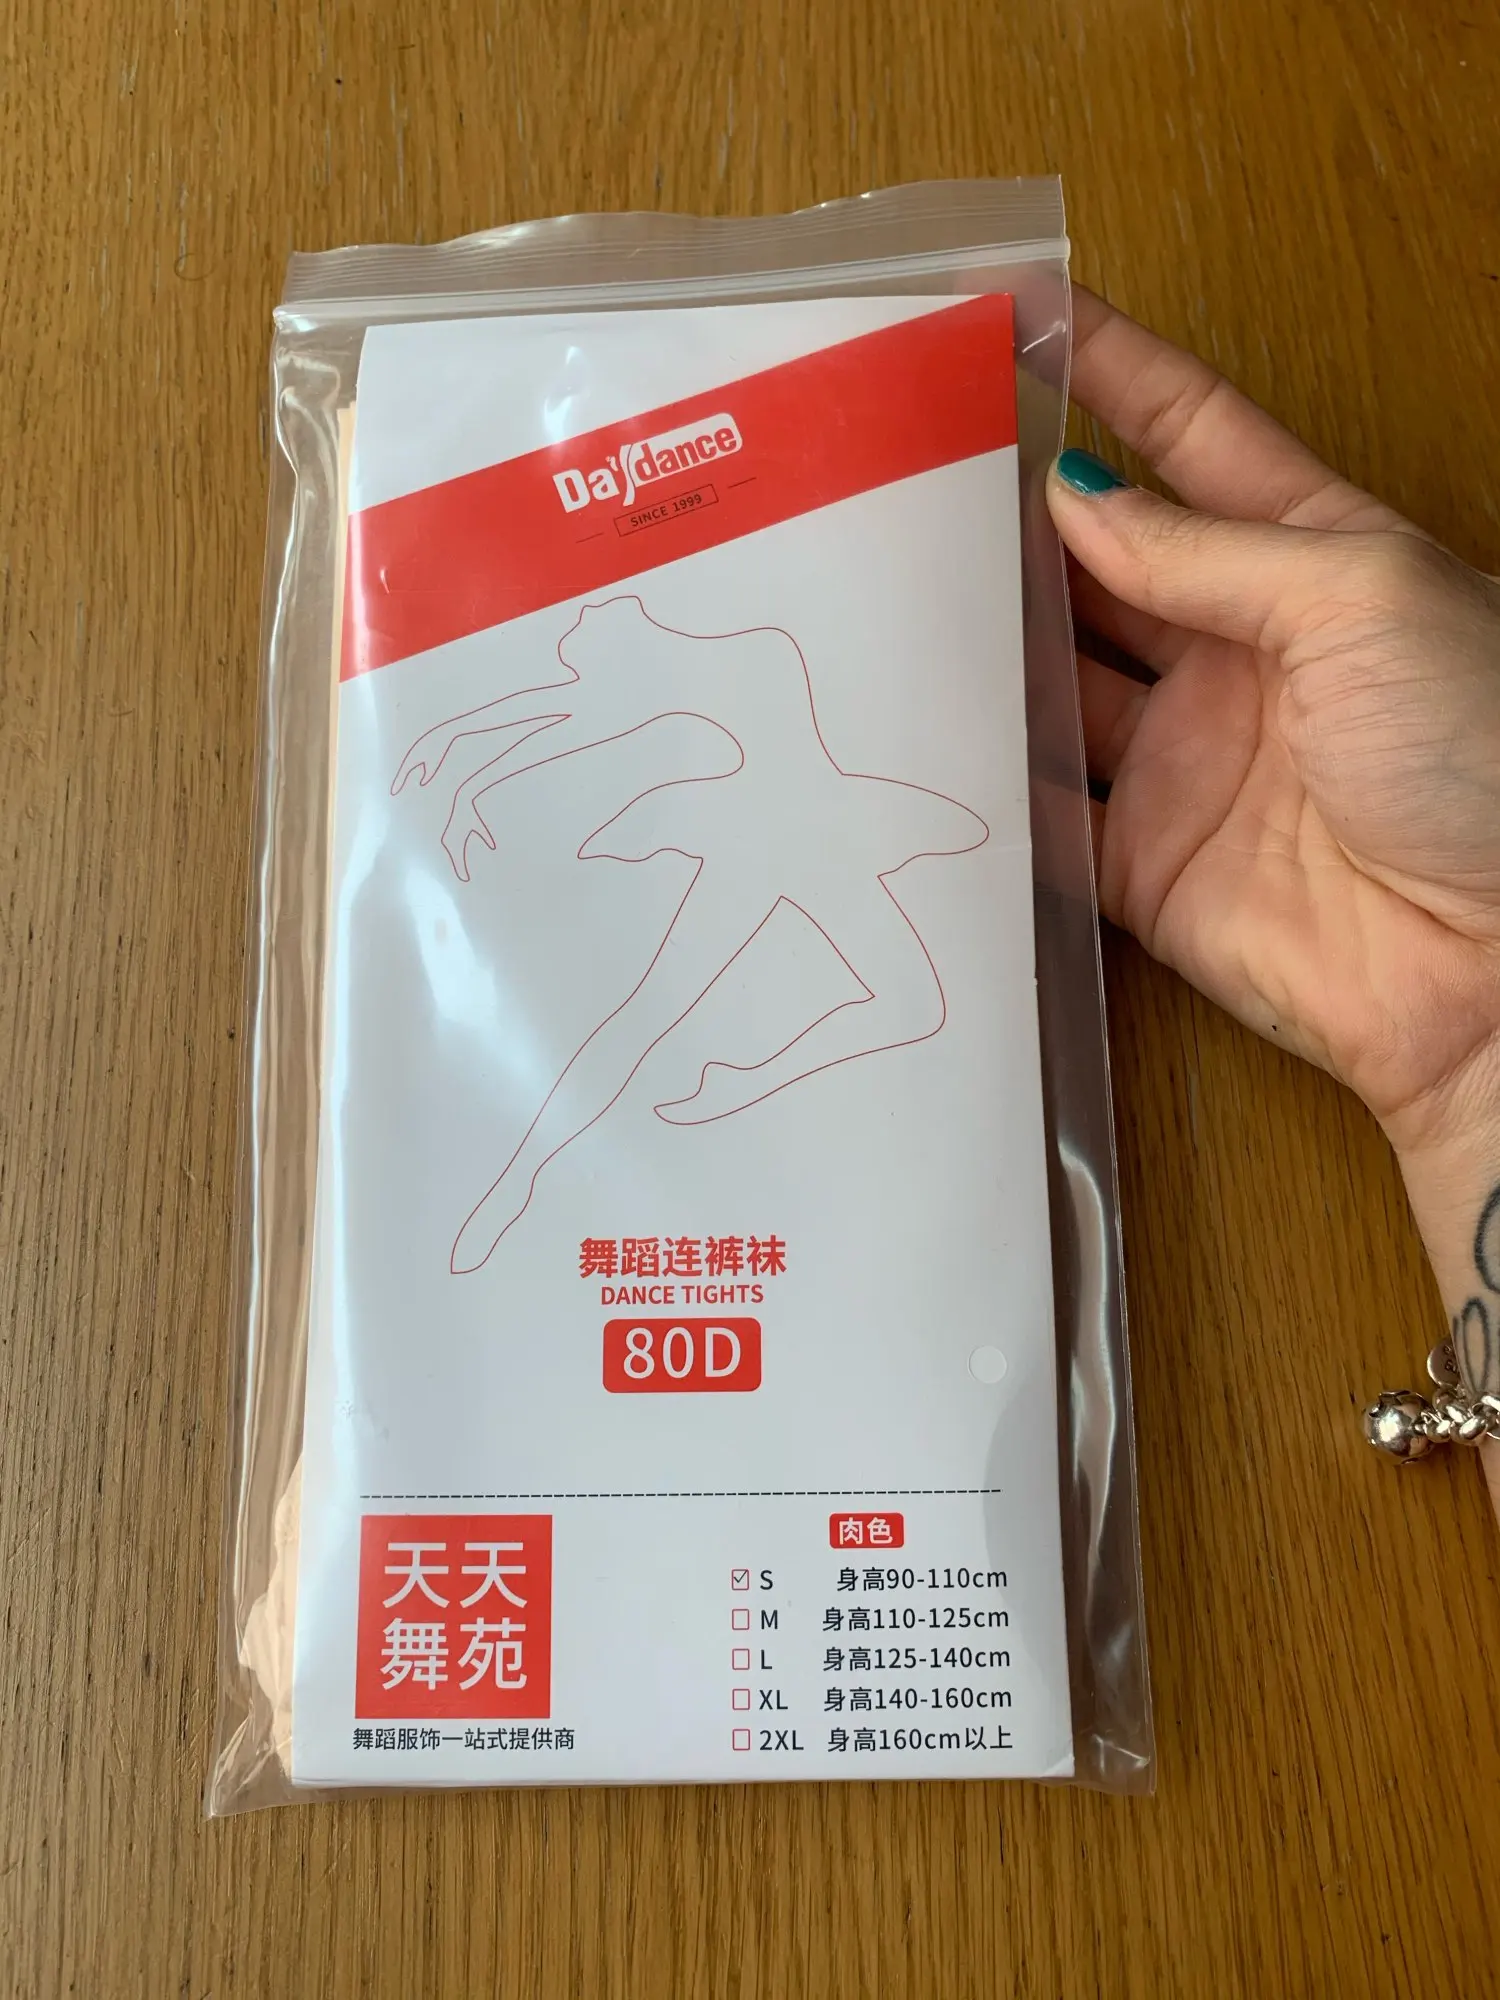 Daydance
SINCE 1999
舞蹈连裤袜
DANCE TIGHTS
80D
天天
舞苑
舞蹈服饰一站式提供商
肉色
S 身高90-110cm
M 身高110-125cm
L 身高125-140cm
XL 身高140-160cm
2XL 身高160cm以上